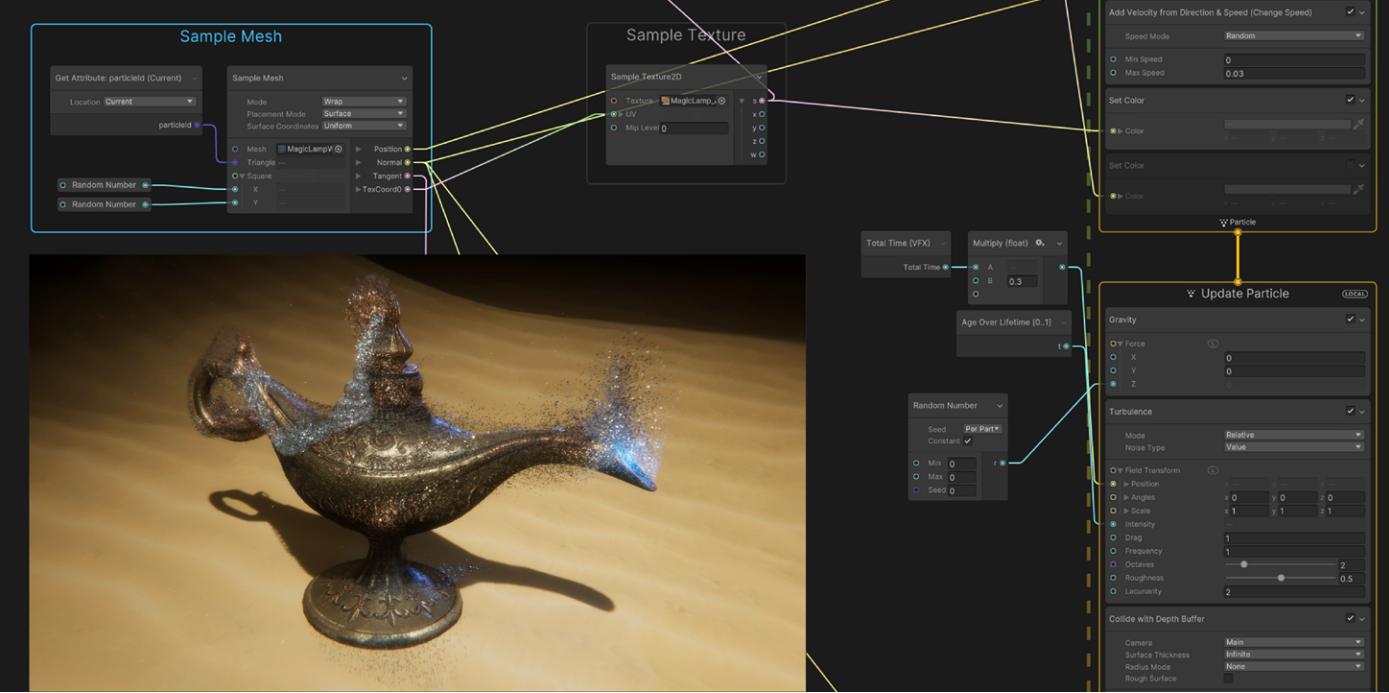 Sample Mesh
Get Attribute: particleId (Current)
Location Current
particleId
Sample Mesh
Mode Wrap
Placement Mode Surface
Surface Coordinates Uniform
Mesh MagicLampV
Triangle
Square
X
Y
Position
Normal
Tangent
TexCoord0
Random Number
Random Number
Sample Texture
Sample Texture2D
Texture MagicLamp_
UV
Mip Level 0
s
x
y
z
w
Add Velocity from Direction & Speed (Change Speed)
Speed Mode Random
Min Speed 0
Max Speed 0.03
Set Color
Color
Set Color
Color
Particle
Total Time (VFX)
Total Time
Multiply (float)
A
B 0.3
Age Over Lifetime [0..1]
t
Random Number
Seed Per Part
Constant
Min 0
Max 0
Seed 0
r
Update Particle LOCAL
Gravity
Force L
X 0
Y 0
Z 0
Turbulence
Mode Relative
Noise Type Value
Field Transform L
Position
Angles x 0 y 0 z 0
Scale x 1 y 1 z 1
Intensity
Drag 1
Frequency 1
Octaves 2
Roughness 0.5
Lacunarity 2
Collide with Depth Buffer
Camera Main
Surface Thickness Infinite
Radius Mode None
Rough Surface